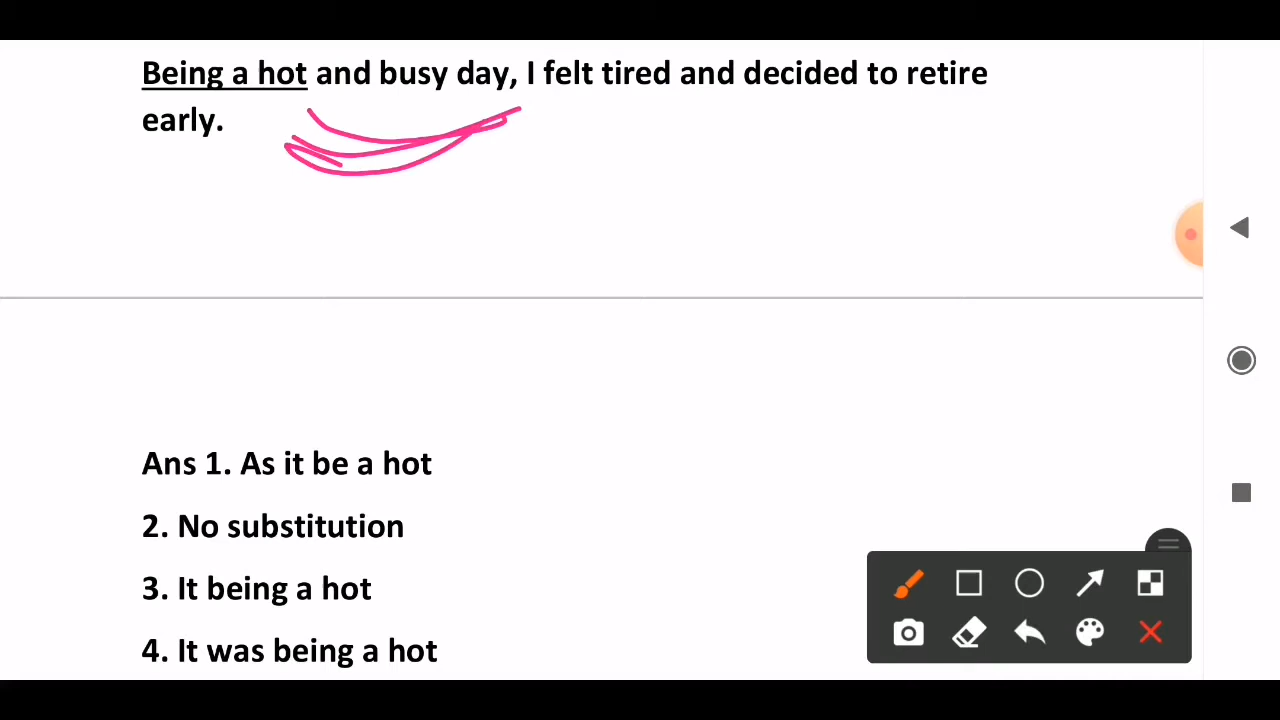 Being a hot and busy day, I felt tired and decided to retire
early.
Ans 1. As it be a hot
2. No substitution
3. It being a hot
4. It was being a hot